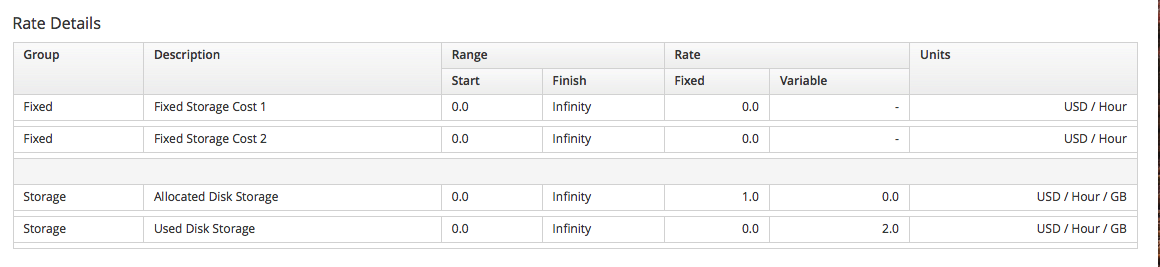 Rate Details
Group Description Range Rate Units
Start Finish Fixed Variable
Fixed Fixed Storage Cost 1 0.0 Infinity 0.0 - USD / Hour
Fixed Fixed Storage Cost 2 0.0 Infinity 0.0 - USD / Hour
Storage Allocated Disk Storage 0.0 Infinity 1.0 0.0 USD / Hour / GB
Storage Used Disk Storage 0.0 Infinity 0.0 2.0 USD / Hour / GB